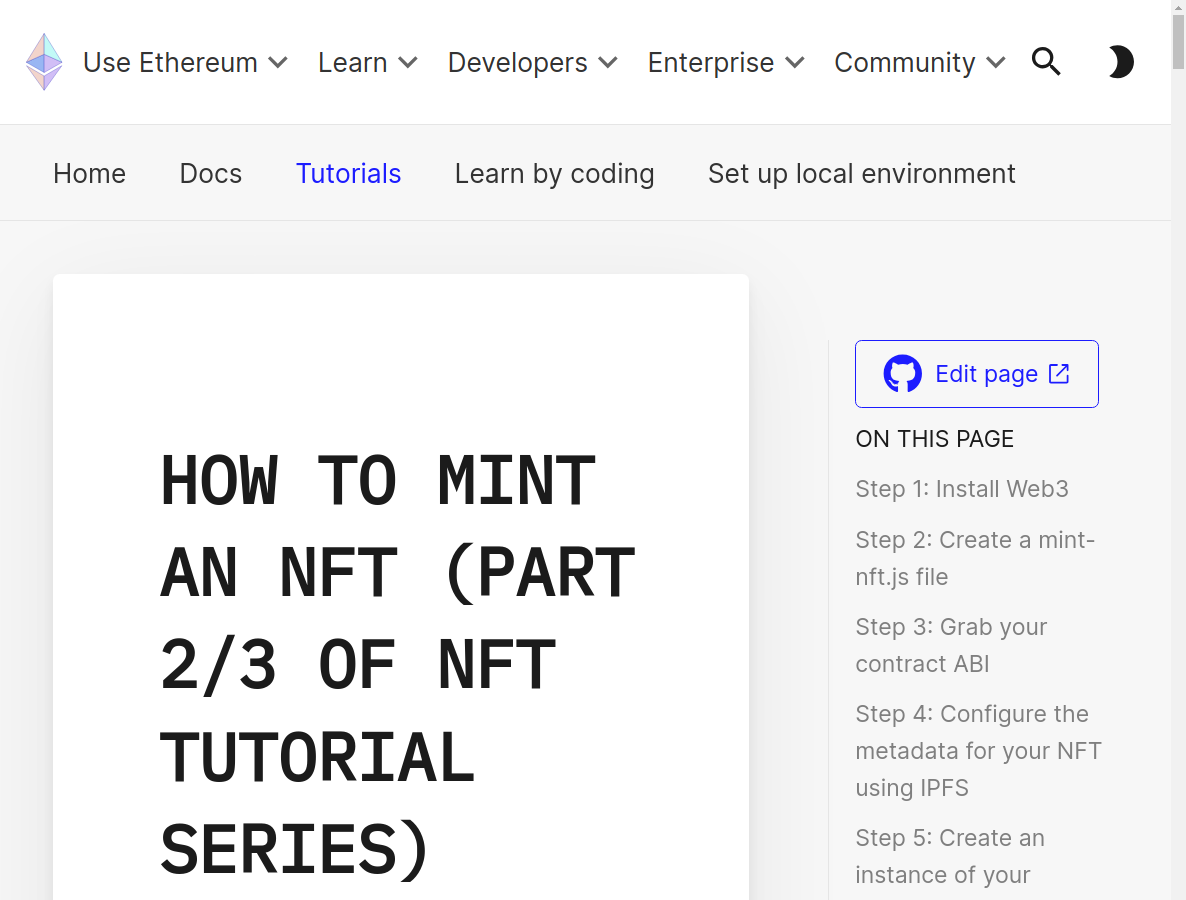 Use Ethereum Learn Developers Enterprise Community
Home Docs Tutorials Learn by coding Set up local environment
HOW TO MINT
AN NFT (PART
2/3 OF NFT
TUTORIAL
SERIES)
Edit page
ON THIS PAGE
Step 1: Install Web3
Step 2: Create a mint-
nft.js file
Step 3: Grab your
contract ABI
Step 4: Configure the
metadata for your NFT
using IPFS
Step 5: Create an
instance of your